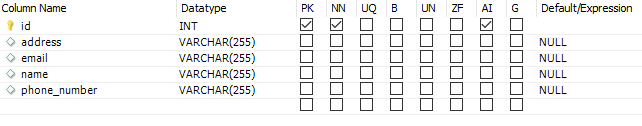 Column Name Datatype PK NN UQ B UN ZF AI G Default/Expression
id INT
address VARCHAR(255) NULL
email VARCHAR(255) NULL
name VARCHAR(255) NULL
phone_number VARCHAR(255) NULL